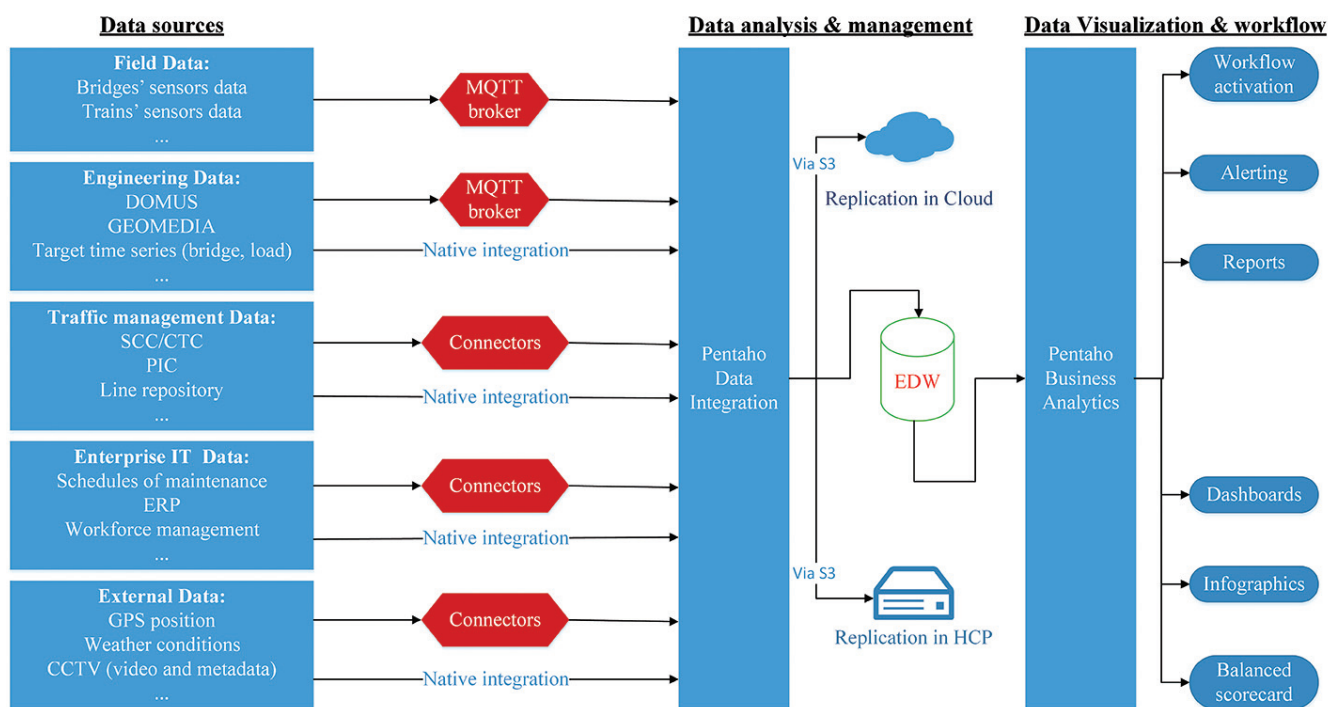 Data sources
Data analysis & management
Data Visualization & workflow
Field Data:
Bridges' sensors data
Trains' sensors data
...
MQTT
broker
Engineering Data:
DOMUS
GEOMEDIA
Target time series (bridge, load)
...
MQTT
broker
Native integration
Traffic management Data:
SCC/CTC
PIC
Line repository
...
Connectors
Native integration
Enterprise IT Data:
Schedules of maintenance
ERP
Workforce management
...
Connectors
Native integration
External Data:
GPS position
Weather conditions
CCTV (video and metadata)
...
Connectors
Native integration
Pentaho
Data
Integration
Via S3
Replication in Cloud
EDW
Via S3
Replication in HCP
Pentaho
Business
Analytics
Workflow
activation
Alerting
Reports
Dashboards
Infographics
Balanced
scorecard